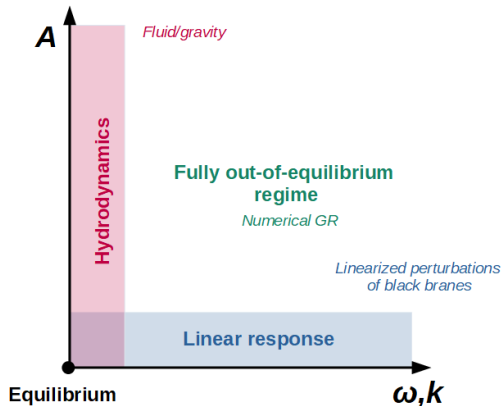 A
Fluid/gravity
Hydrodynamics
Fully out-of-equilibrium
regime
Numerical GR
Linearized perturbations
of black branes
Linear response
Equilibrium
ω,k